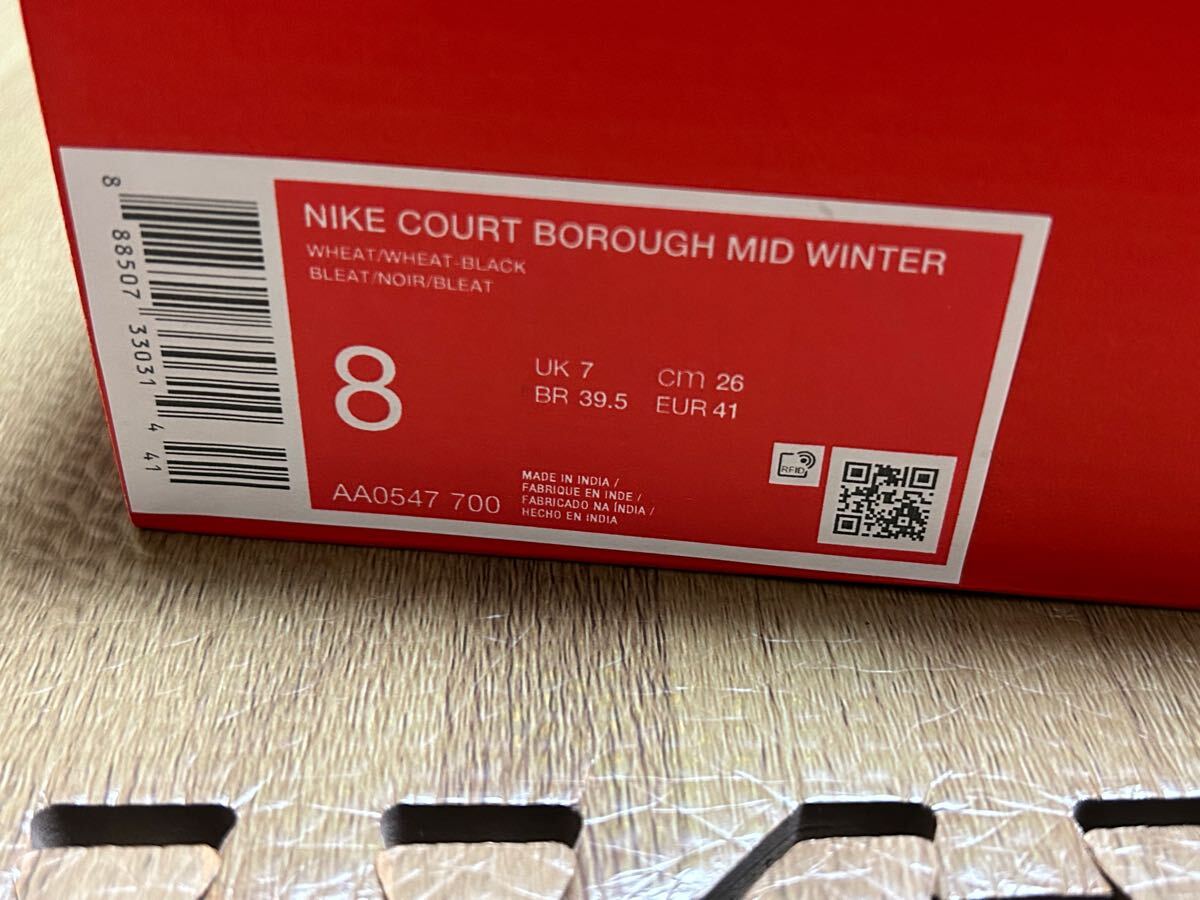 NIKE COURT BOROUGH MID WINTER
WHEAT/WHEAT-BLACK
BLEAT/NOIR/BLEAT
8
UK 7 cm 26
BR 39.5 EUR 41
AA0547 700
MADE IN INDIA /
FABRIQUE EN INDE /
FABRICADO NA ÍNDIA /
HECHO EN INDIA
RFID
8 88507 33031 4 41